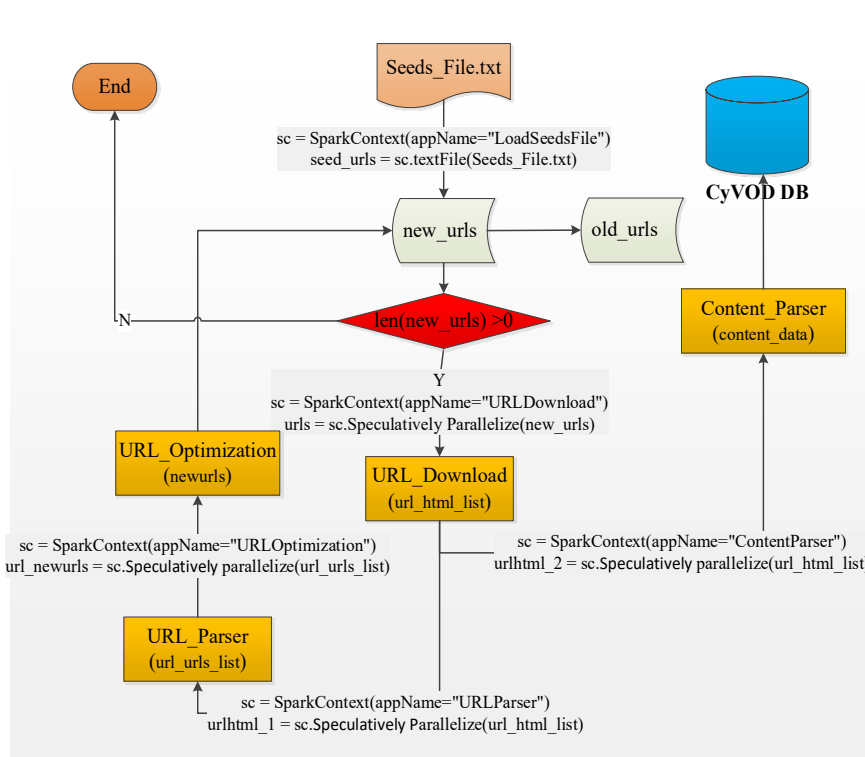 Seeds_File.txt
End
sc = SparkContext(appName="LoadSeedsFile")
seed_urls = sc.textFile(Seeds_File.txt)
CyVOD DB
new_urls
old_urls
Content_Parser
(content_data)
N
len(new_urls) >0
Y
sc = SparkContext(appName="URLDownload")
urls = sc.Speculatively Parallelize(new_urls)
URL_Optimization
(newurls)
URL_Download
(url_html_list)
sc = SparkContext(appName="URLOptimization")
url_newurls = sc.Speculatively parallelize(url_urls_list)
sc = SparkContext(appName="ContentParser")
urlhtml_2 = sc.Speculatively parallelize(url_html_list)
URL_Parser
(url_urls_list)
sc = SparkContext(appName="URLParser")
urlhtml_1 = sc.Speculatively Parallelize(url_html_list)